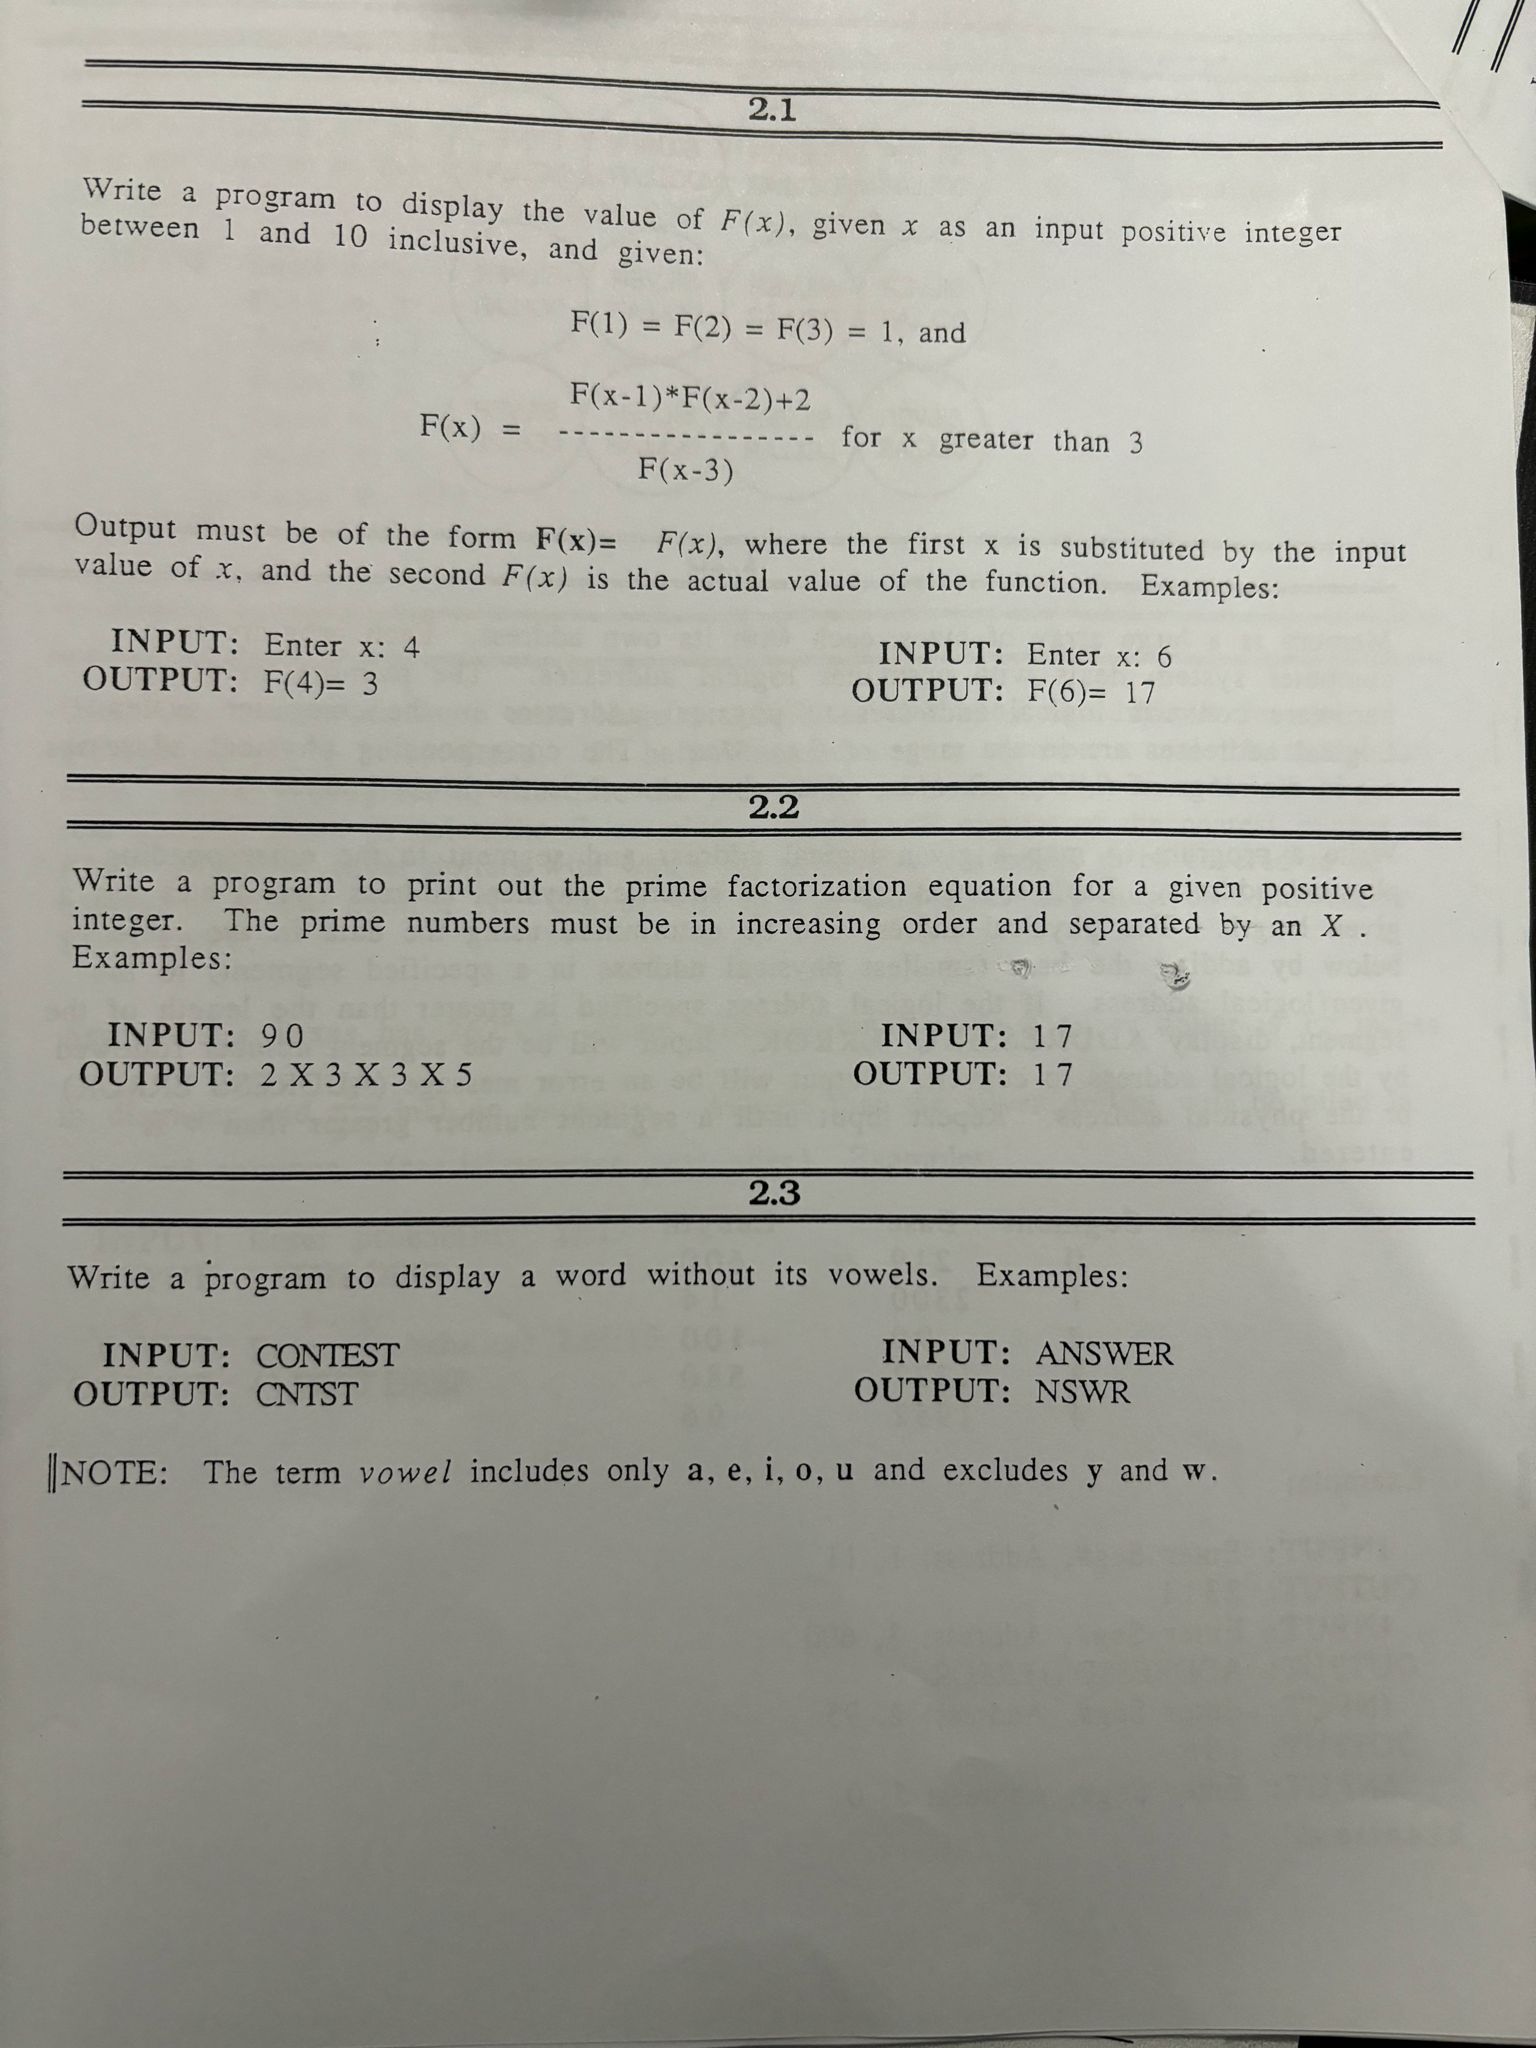 2.1
Write a program to display the value of F(x), given x as an input positive integer
between 1 and 10 inclusive, and given:
F(1) = F(2) = F(3) = 1, and
F(x-1)*F(x-2)+2
F(x) = ----------------- for x greater than 3
F(x-3)
Output must be of the form F(x)= F(x), where the first x is substituted by the input
value of x, and the second F(x) is the actual value of the function. Examples:
INPUT: Enter x: 4 INPUT: Enter x: 6
OUTPUT: F(4)= 3 OUTPUT: F(6)= 17
2.2
Write a program to print out the prime factorization equation for a given positive
integer. The prime numbers must be in increasing order and separated by an X .
Examples:
INPUT: 90 INPUT: 17
OUTPUT: 2 X 3 X 3 X 5 OUTPUT: 17
2.3
Write a program to display a word without its vowels. Examples:
INPUT: CONTEST INPUT: ANSWER
OUTPUT: CNTST OUTPUT: NSWR
NOTE: The term vowel includes only a, e, i, o, u and excludes y and w.